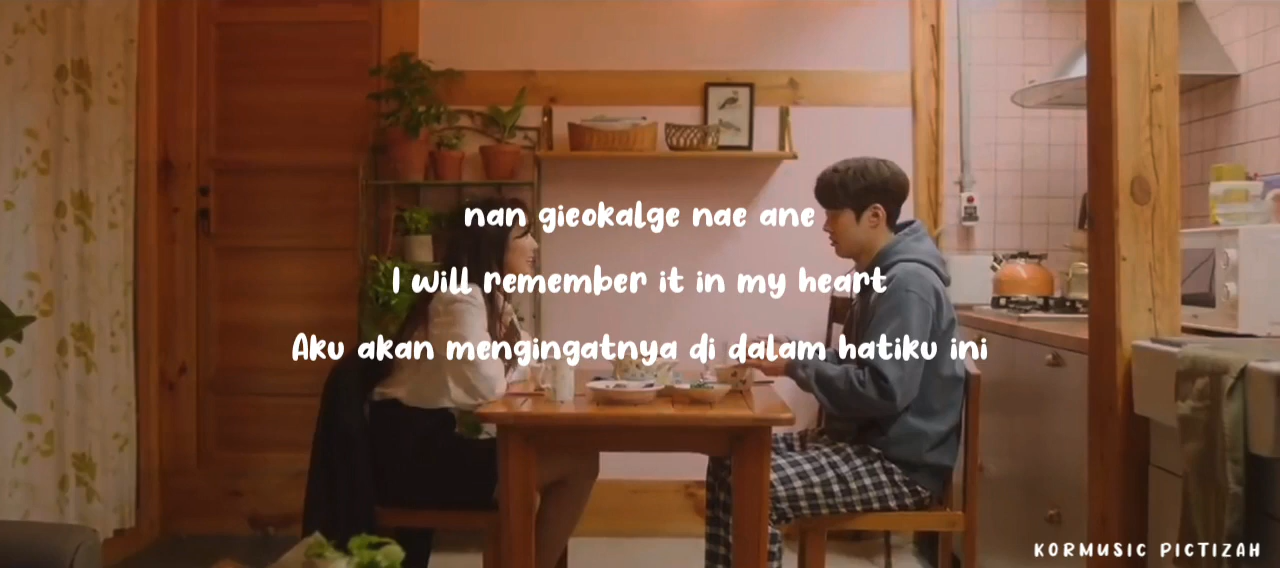 nan gieokalge nae ane
I will remember it in my heart
Aku akan mengingatnya di dalam hatiku ini
KORMUSIC PICTIZAH